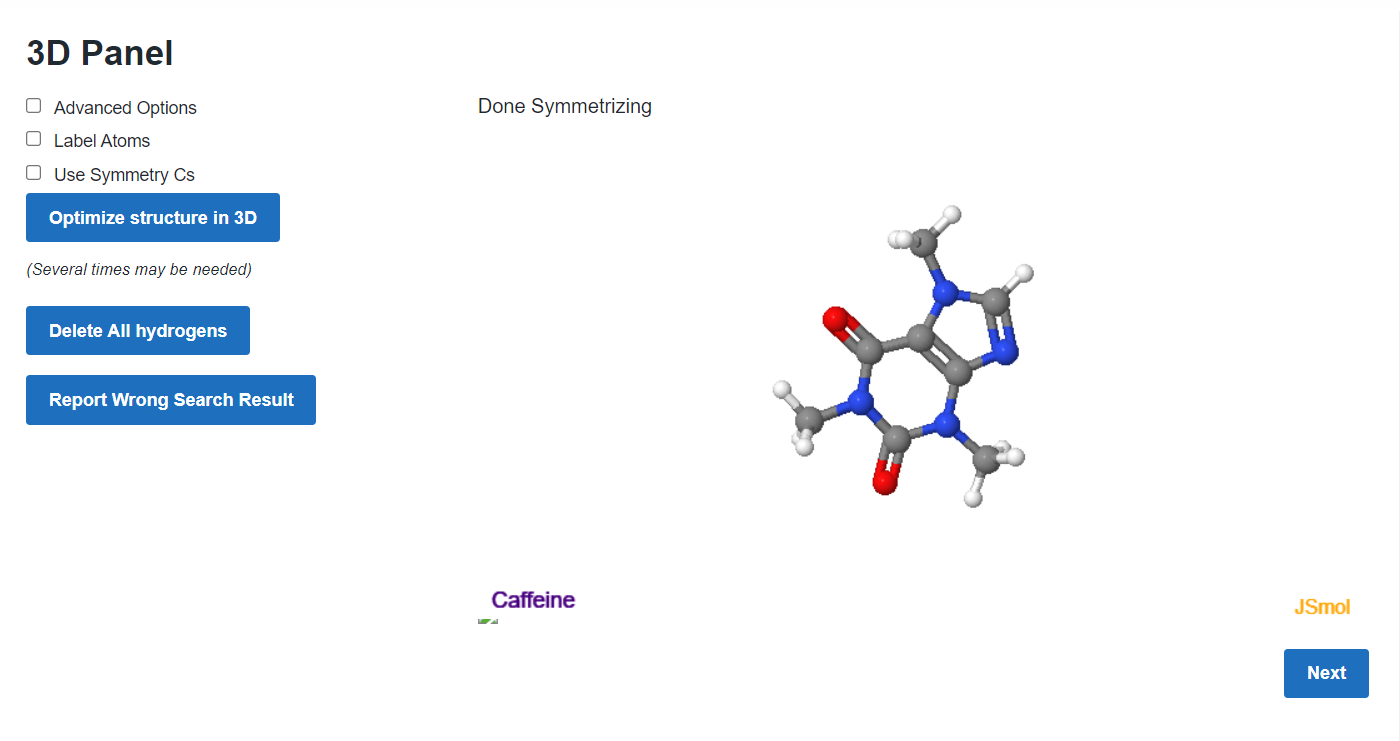 3D Panel
Advanced Options
Label Atoms
Use Symmetry Cs
Optimize structure in 3D
(Several times may be needed)
Delete All hydrogens
Report Wrong Search Result
Done Symmetrizing
Caffeine
JSmol
Next